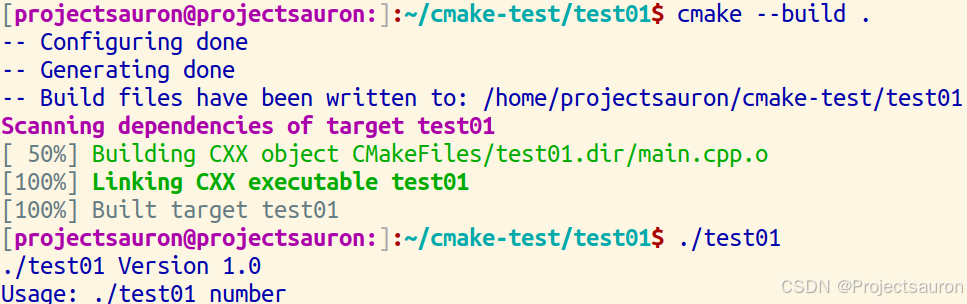 [projectsauron@projectsauron:]:~/cmake-test/test01$ cmake --build .
-- Configuring done
-- Generating done
-- Build files have been written to: /home/projectsauron/cmake-test/test01
Scanning dependencies of target test01
[ 50%] Building CXX object CMakeFiles/test01.dir/main.cpp.o
[100%] Linking CXX executable test01
[100%] Built target test01
[projectsauron@projectsauron:]:~/cmake-test/test01$ ./test01
./test01 Version 1.0
Usage: ./test01 number
CSDN @Projectsauron